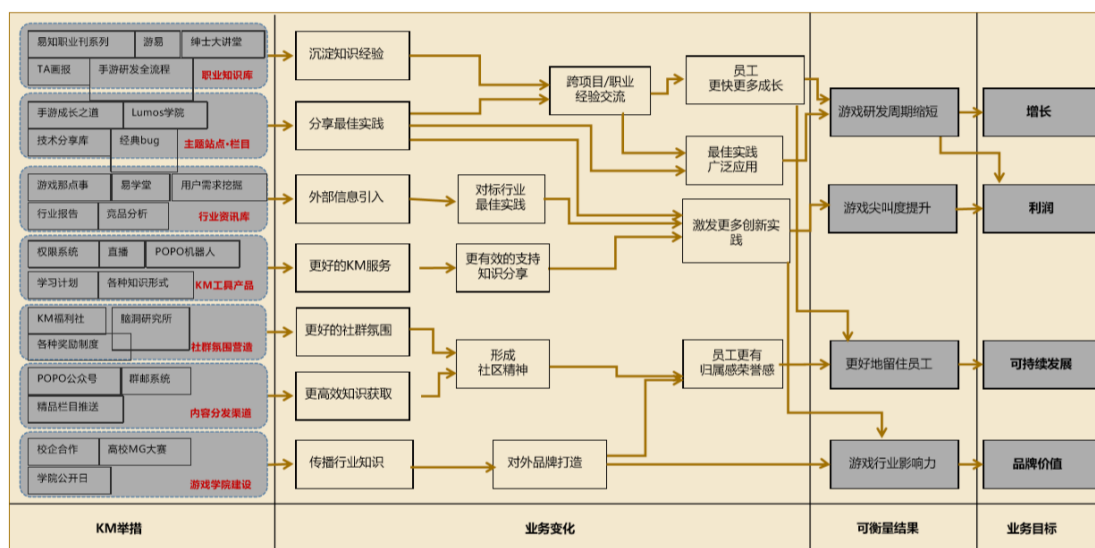 易知职业刊系列
游易
绅士大讲堂
TA画报
手游研发全流程
职业知识库
手游成长之道
Lumos学院
技术分享库
经典bug
主题站点·栏目
游戏那点事
易学堂
用户需求挖掘
行业报告
竞品分析
行业资讯库
权限系统
直播
POPO机器人
学习计划
各种知识形式
KM工具产品
KM福利社
脑洞研究所
各种奖励制度
社群氛围营造
POPO公众号
群邮系统
精品栏目推送
内容分发渠道
校企合作
高校MG大赛
学院公开日
游戏学院建设
沉淀知识经验
分享最佳实践
外部信息引入
更好的KM服务
更好的社群氛围
更高效知识获取
传播行业知识
对标行业
最佳实践
更有效的支持
知识分享
形成
社区精神
对外品牌打造
跨项目/职业
经验交流
员工
更快更多成长
最佳实践
广泛应用
激发更多创新实
践
员工更有
归属感荣誉感
游戏研发周期缩短
游戏尖叫度提升
更好地留住员工
游戏行业影响力
增长
利润
可持续发展
品牌价值
KM举措
业务变化
可衡量结果
业务目标